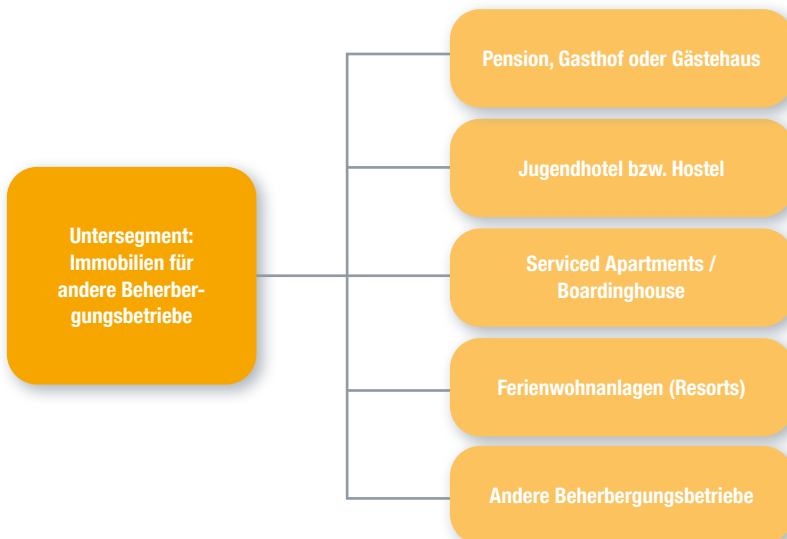 Pension, Gasthof oder Gästehaus
Jugendhotel bzw. Hostel
Untersegment:
Immobilien für
andere Beherber-
gungsbetriebe
Serviced Apartments /
Boardinghouse
Ferienwohnanlagen (Resorts)
Andere Beherbergungsbetriebe